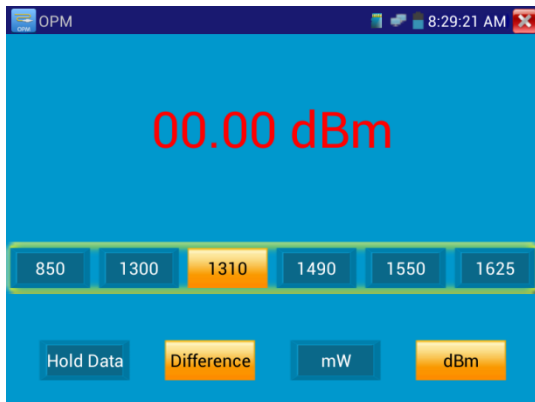 OPM
OPM
8:29:21 AM
00.00 dBm
850 1300 1310 1490 1550 1625
Hold Data Difference mW dBm